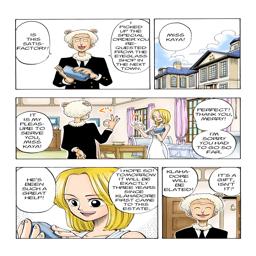 MISS
KAYA!
I
PICKED
UP THE
SPECIAL
ORDER YOU
RE-
QUESTED
FROM THE
EYEGLASS
SHOP IN
THE NEXT
TOWN.
IS
THIS
SATIS-
FACTORY?
PERFECT!
THANK YOU,
MERRY!
I'M
SORRY
YOU HAD
TO GO
SO FAR.
IT IS
MY
PLEAS-
URE TO
SERVE
YOU,
MISS
KAYA!
IT'S A
GIFT,
ISN'T
IT?
KLAHA-
DORE
WILL BE
ELATED!
I HOPE SO!
TOMORROW
IT WILL BE
EXACTLY
THREE YEARS
SINCE
KLAHADORE
FIRST
CAME TO
THIS
ESTATE.
HE'S
BEEN
SUCH A
GREAT
HELP!